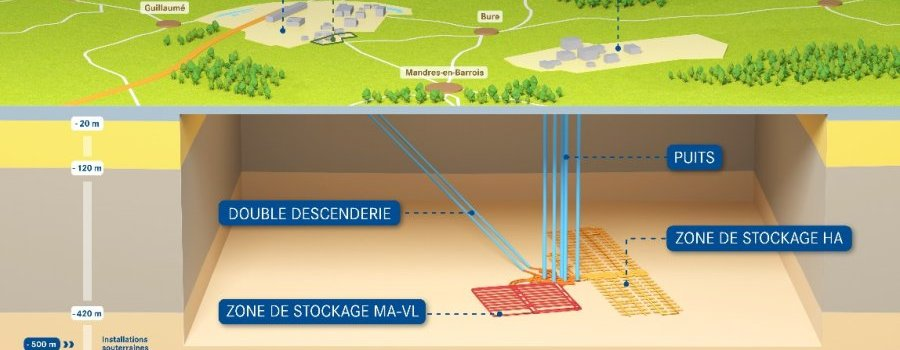 Guillaumé
Bure
Mandres-en-Barrois
- 20 m
- 120 m
PUITS
DOUBLE DESCENDERIE
ZONE DE STOCKAGE HA
ZONE DE STOCKAGE MA-VL
- 420 m
- 500 m
Installations
souterraines